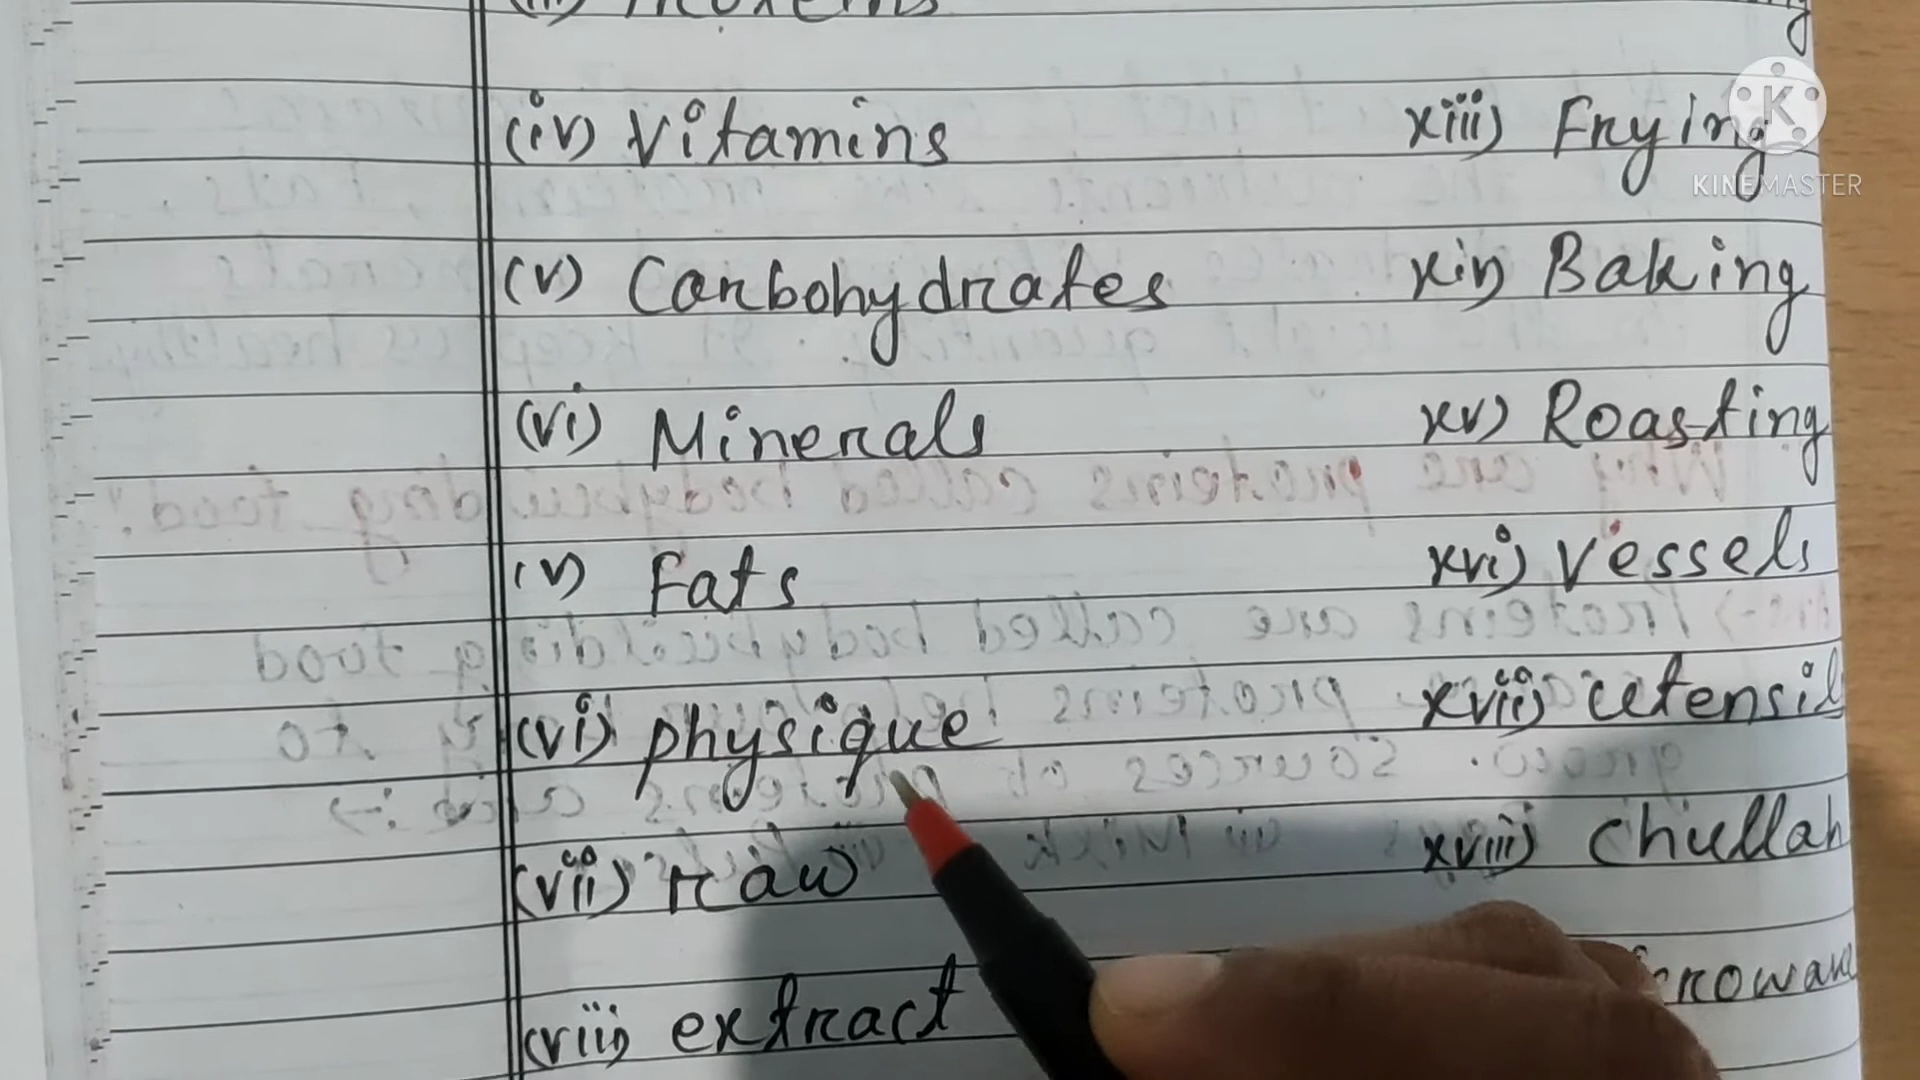 (iv) Vitamins xiii) Frying
KINEMASTER
(v) Carbohydrates xiv) Baking
(vi) Minerals xv) Roasting
(v) Fats xvi) Vessels
(vi) physique xvii) utensil
(vii) raw xviii) chullah
(viii) extract